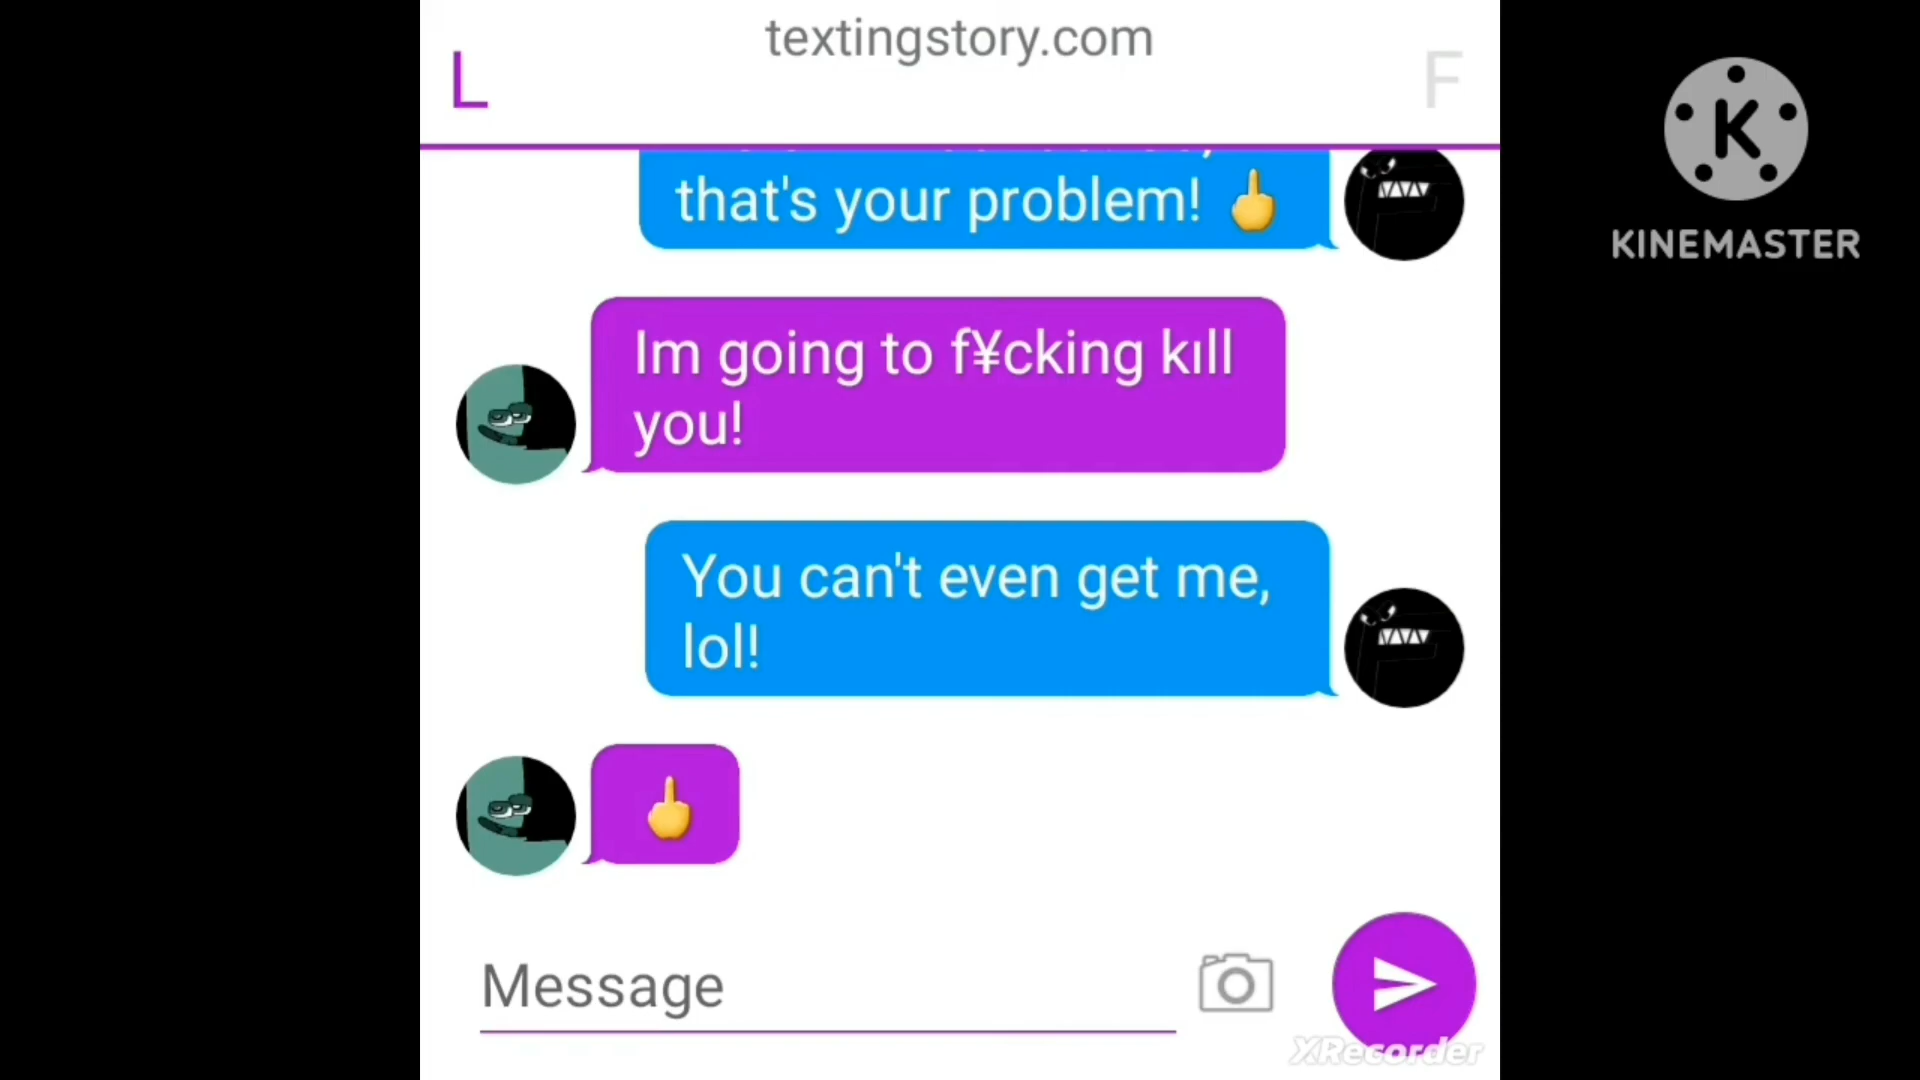 textingstory.com
L
F
that's your problem! 🖕
Im going to f¥cking kıll
you!
You can't even get me,
lol!
🖕
Message
K
KINEMASTER
XRecorder